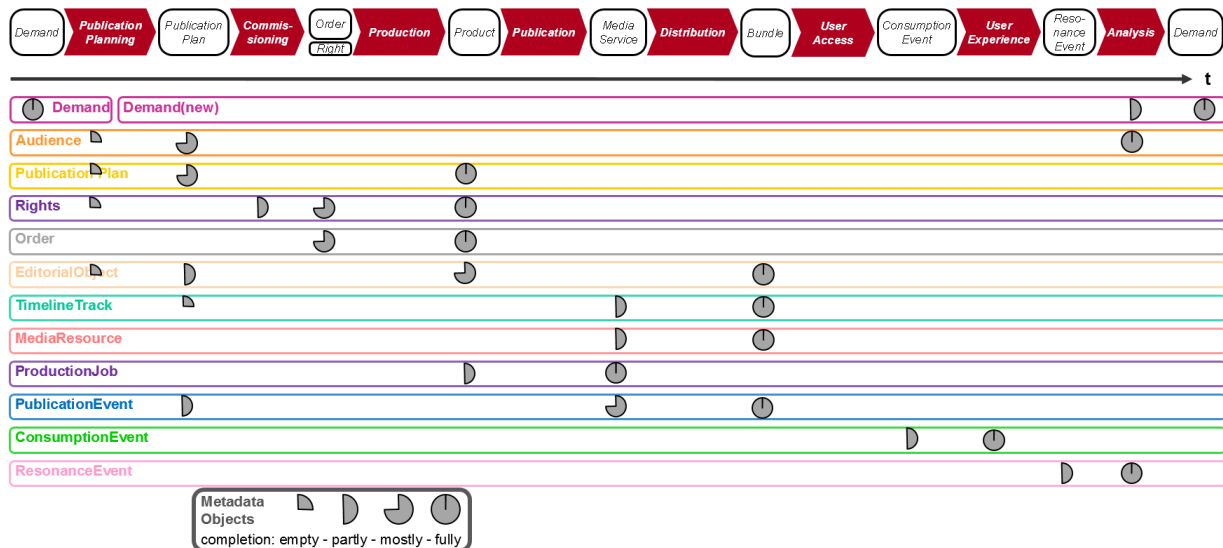 Demand
Publication
Planning
Publication
Plan
Commis-
sioning
Order
Right
Production
Product
Publication
Media
Service
Distribution
Bundle
User
Access
Consumption
Event
User
Experience
Reso-
nance
Event
Analysis
Demand
t
Demand
Demand(new)
Audience
Publication Plan
Rights
Order
EditorialObject
TimelineTrack
MediaResource
ProductionJob
PublicationEvent
ConsumptionEvent
ResonanceEvent
Metadata
Objects
completion: empty - partly - mostly - fully